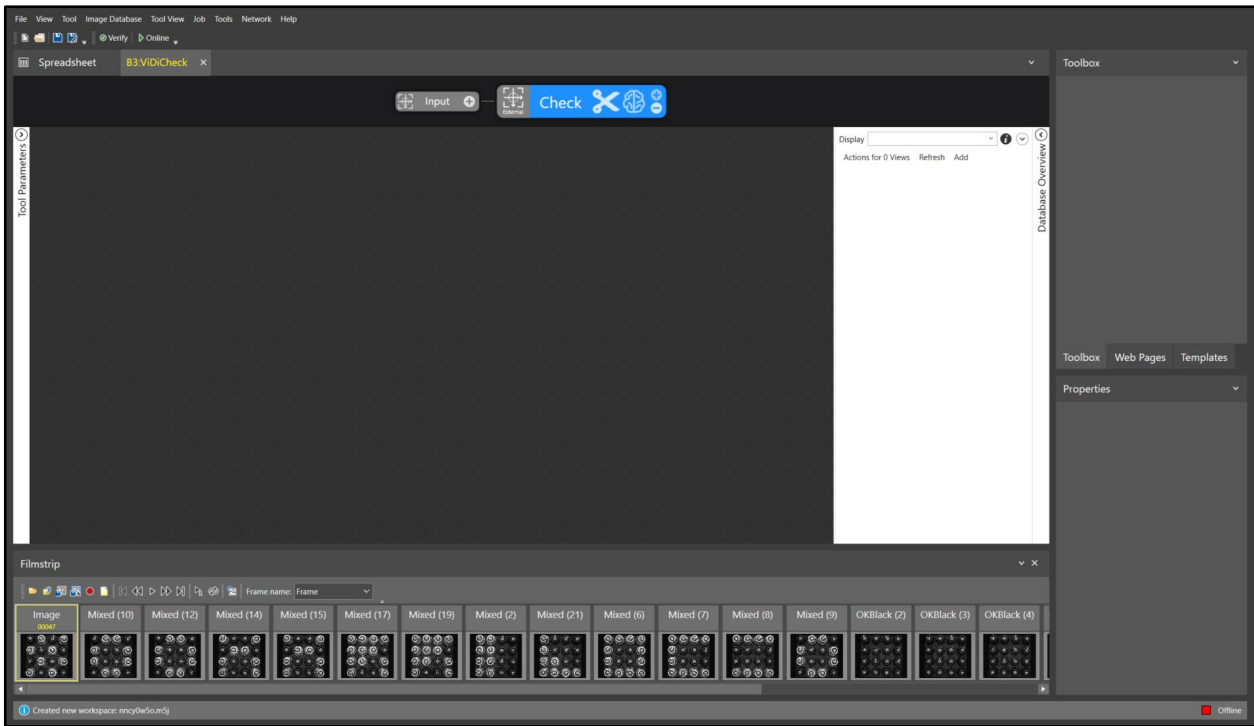 File View Tool Image Database Tool View Job Tools Network Help
Verify Online
Spreadsheet B3:ViDiCheck
Toolbox
Input External Check
Tool Parameters
Display
Actions for 0 Views Refresh Add
Database Overview
Toolbox Web Pages Templates
Properties
Filmstrip
Frame name: Frame
Image Mixed (10) Mixed (12) Mixed (14) Mixed (15) Mixed (17) Mixed (19) Mixed (2) Mixed (21) Mixed (6) Mixed (7) Mixed (8) Mixed (9) OKBlack (2) OKBlack (3) OKBlack (4)
00047
Created new workspace: nncy0w5o.m5j Offline